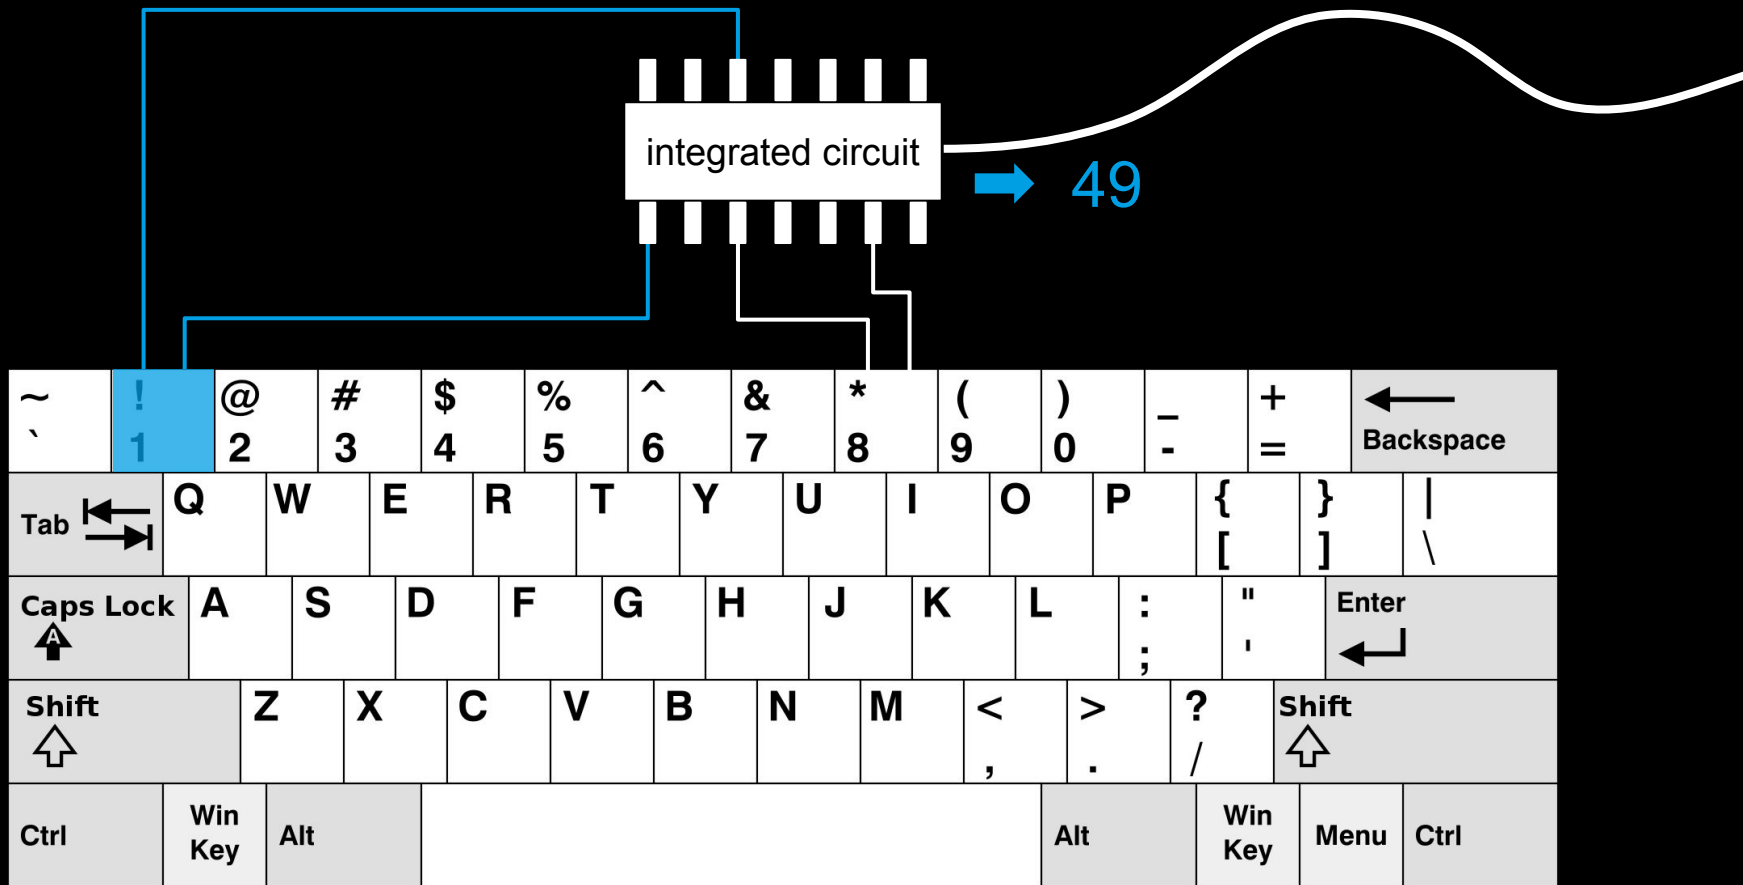 integrated circuit
49
~ ! @ # $ % ^ & * ( ) _ +
` 1 2 3 4 5 6 7 8 9 0 - = Backspace
Tab Q W E R T Y U I O P { } |
[ ] \
Caps Lock A S D F G H J K L : " Enter
A ; '
Shift Z X C V B N M < > ? Shift
, . /
Ctrl Win Key Alt Alt Win Key Menu Ctrl